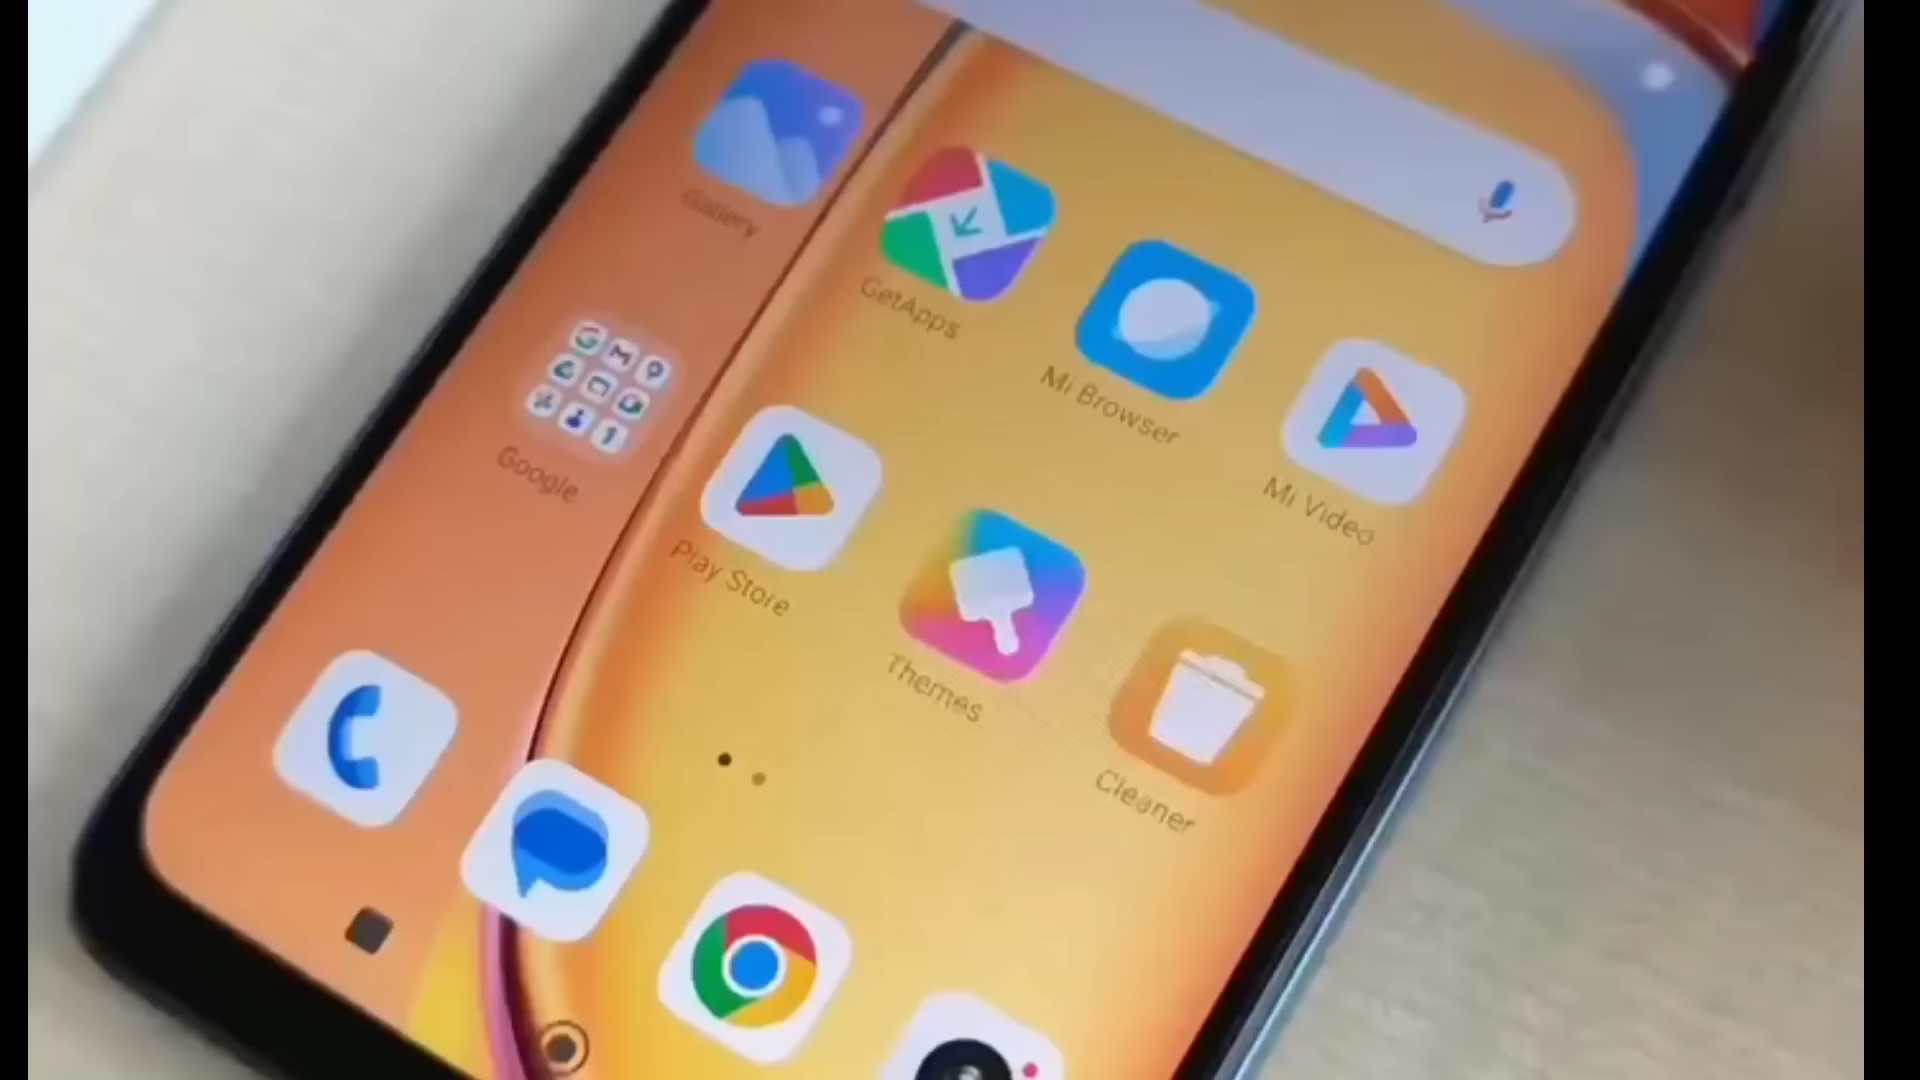 Gallery
GetApps
Mi Browser
Mi Video
Google
Play Store
Themes
Cleaner